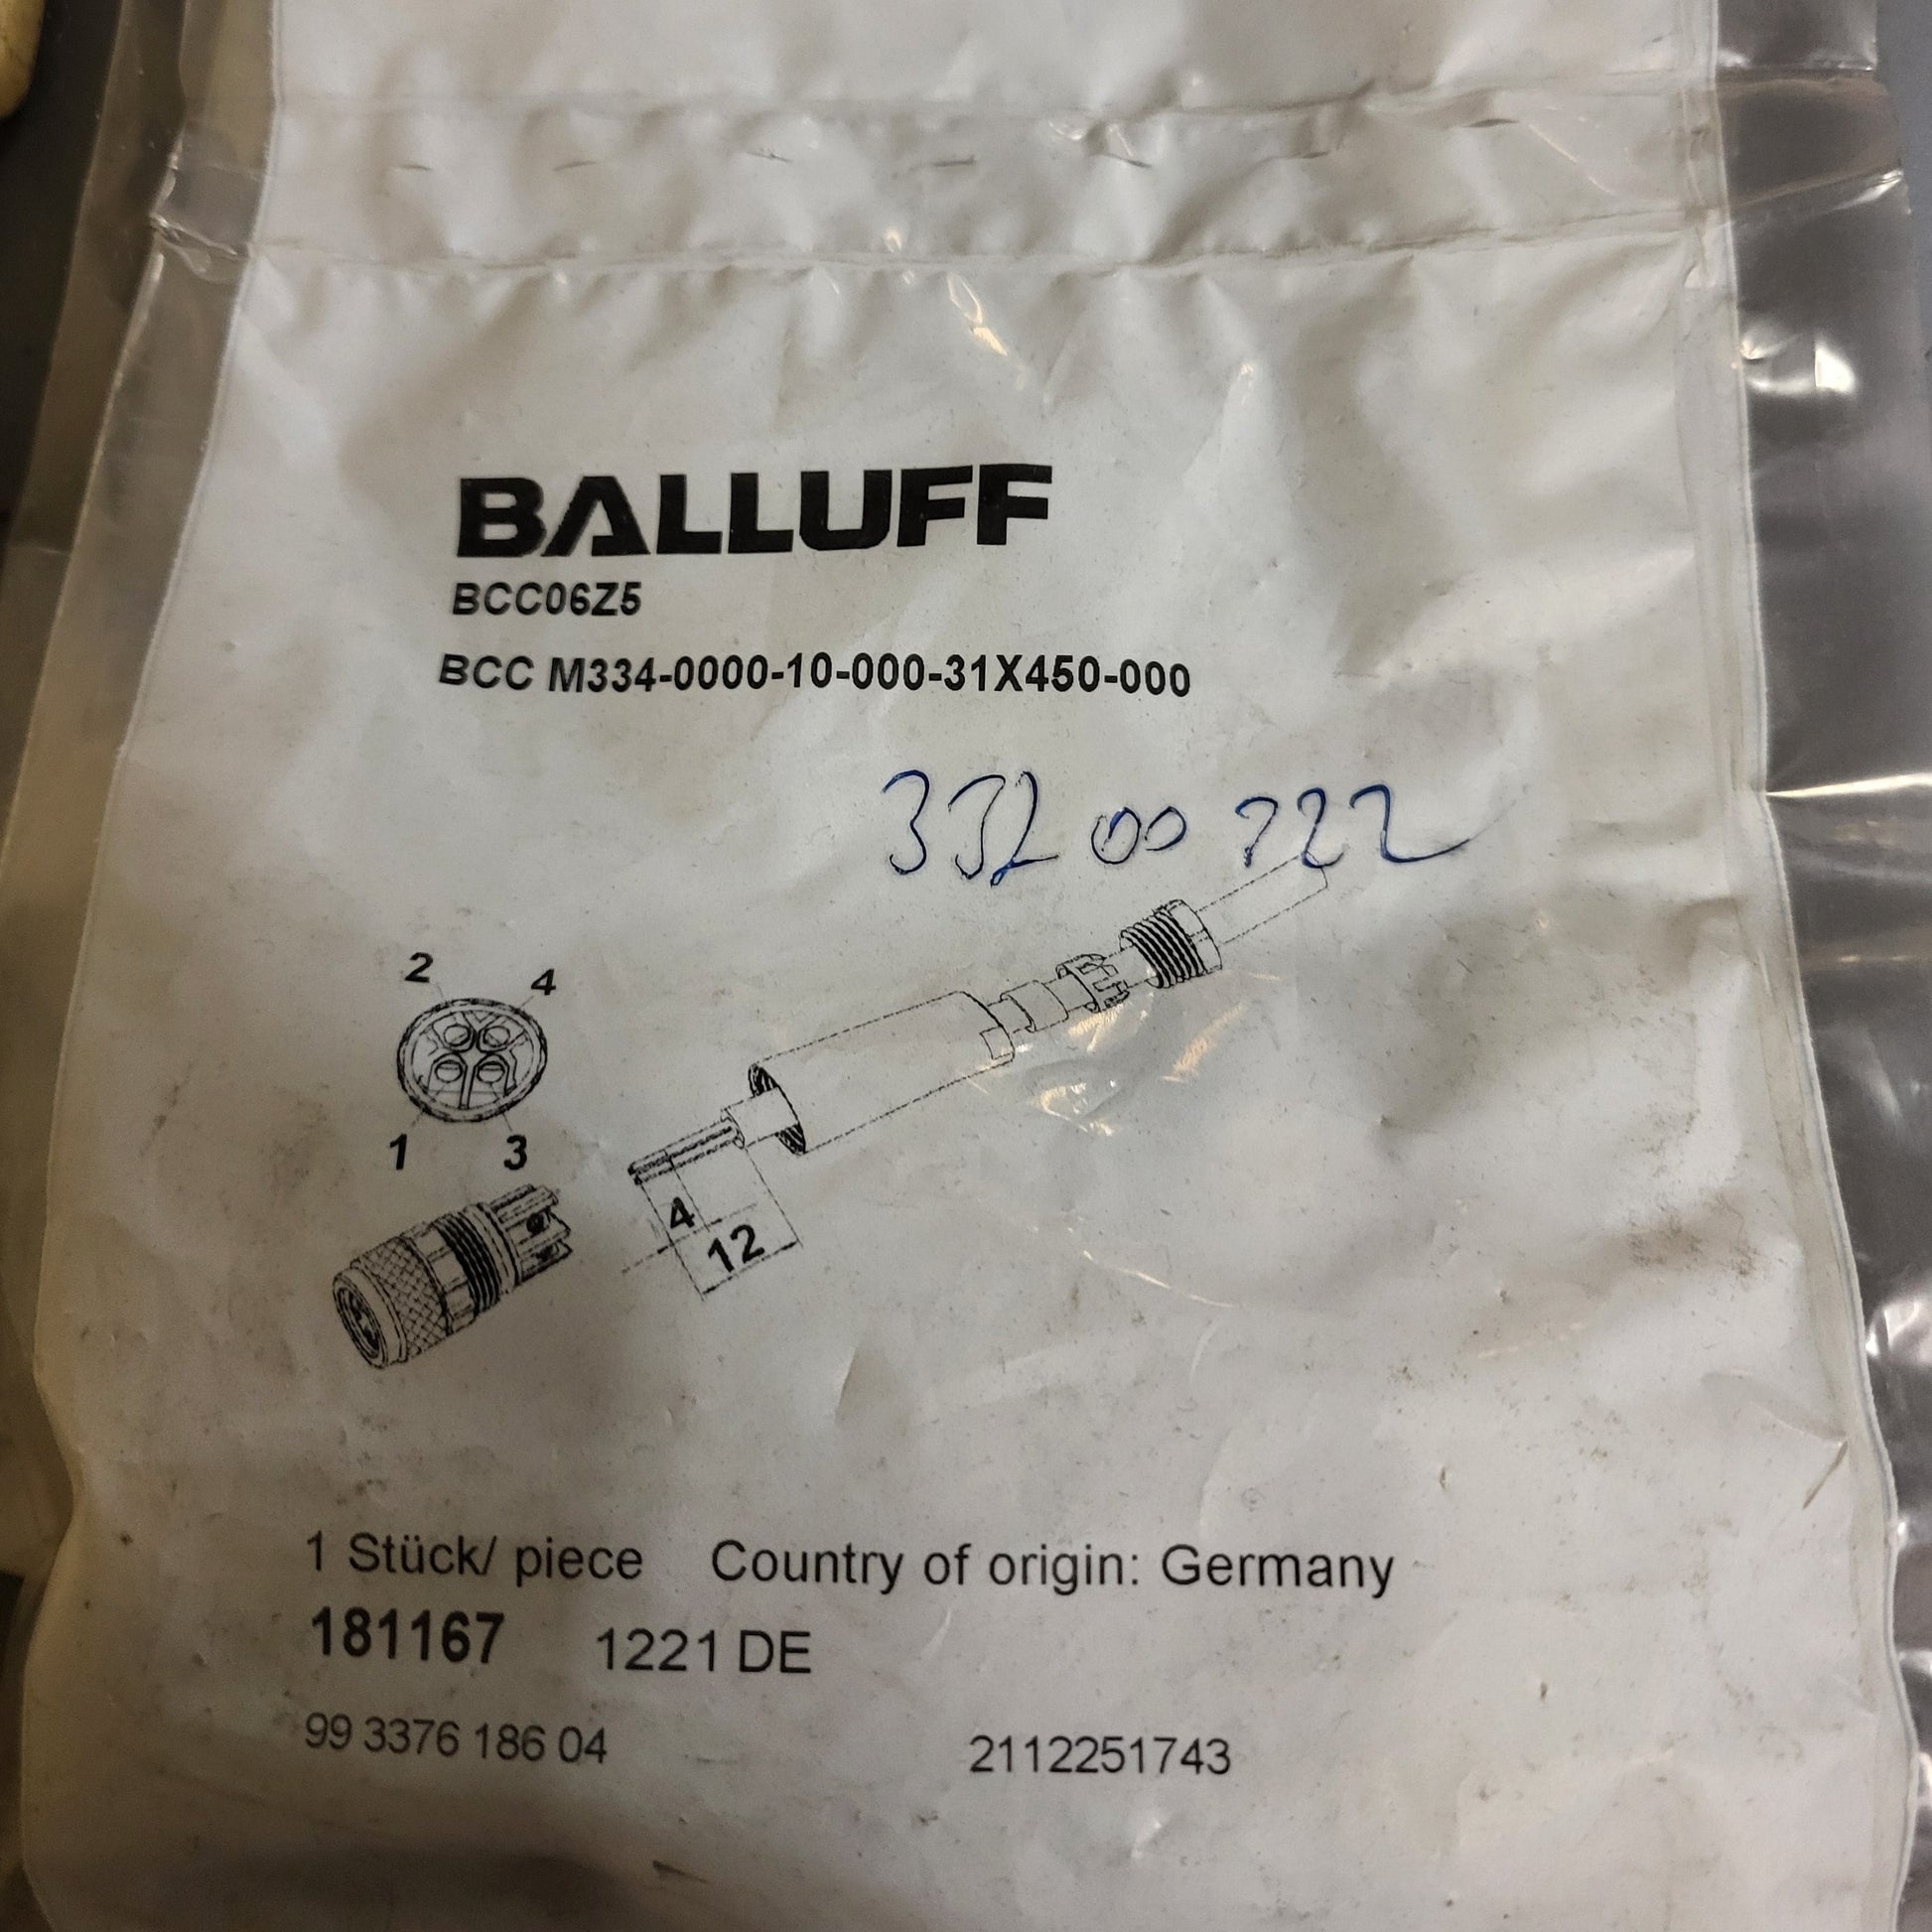 BALLUFF
BCC06Z5
BCC M334-0000-10-000-31X450-000
2 4
1 3
4
12
1 Stück/ piece Country of origin: Germany
181167 1221 DE
99 3376 186 04 2112251743